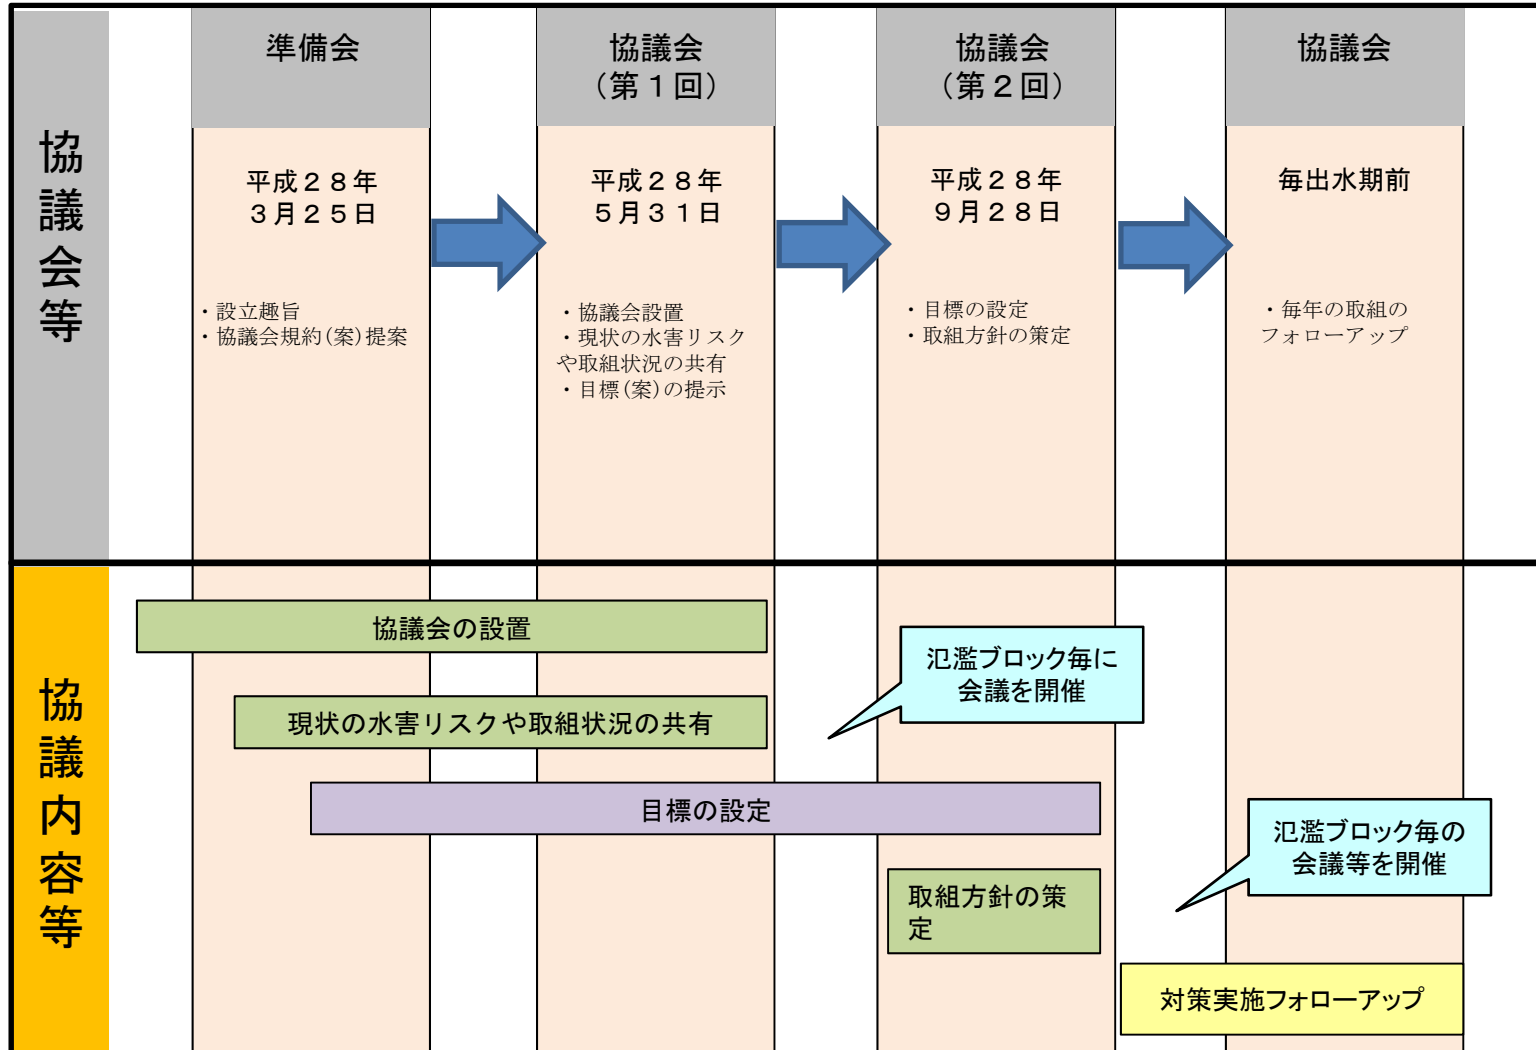 協議会等
準備会
平成２８年
３月２５日
・設立趣旨
・協議会規約(案)提案
協議会
（第１回）
平成２８年
５月３１日
・協議会設置
・現状の水害リスク
や取組状況の共有
・目標(案)の提示
協議会
（第２回）
平成２８年
９月２８日
・目標の設定
・取組方針の策定
協議会
毎出水期前
・毎年の取組の
フォローアップ
協議内容等
協議会の設置
氾濫ブロック毎に
会議を開催
現状の水害リスクや取組状況の共有
目標の設定
氾濫ブロック毎の
会議等を開催
取組方針の策
定
対策実施フォローアップ